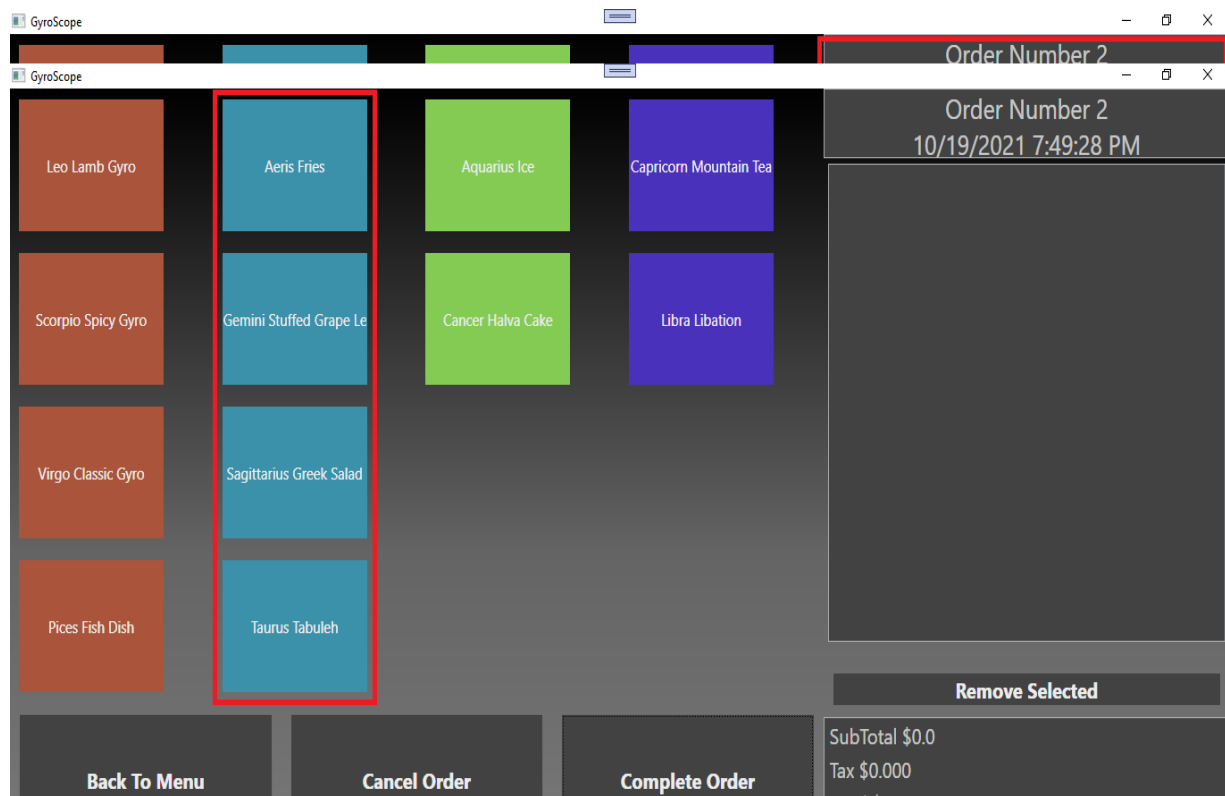 GyroScope
Order Number 2
GyroScope
Order Number 2
10/19/2021 7:49:28 PM
Leo Lamb Gyro
Aeris Fries
Aquarius Ice
Capricorn Mountain Tea
Scorpio Spicy Gyro
Gemini Stuffed Grape Le
Cancer Halva Cake
Libra Libation
Virgo Classic Gyro
Sagittarius Greek Salad
Pices Fish Dish
Taurus Tabuleh
Remove Selected
SubTotal $0.0
Tax $0.000
Back To Menu
Cancel Order
Complete Order